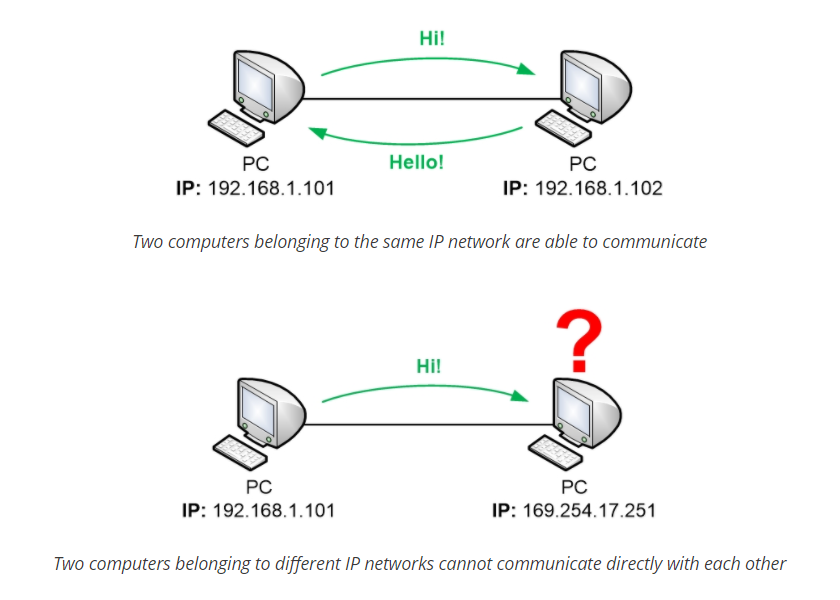 Hi!
Hello!
PC
IP: 192.168.1.101
PC
IP: 192.168.1.102
Two computers belonging to the same IP network are able to communicate
?
Hi!
PC
IP: 192.168.1.101
PC
IP: 169.254.17.251
Two computers belonging to different IP networks cannot communicate directly with each other